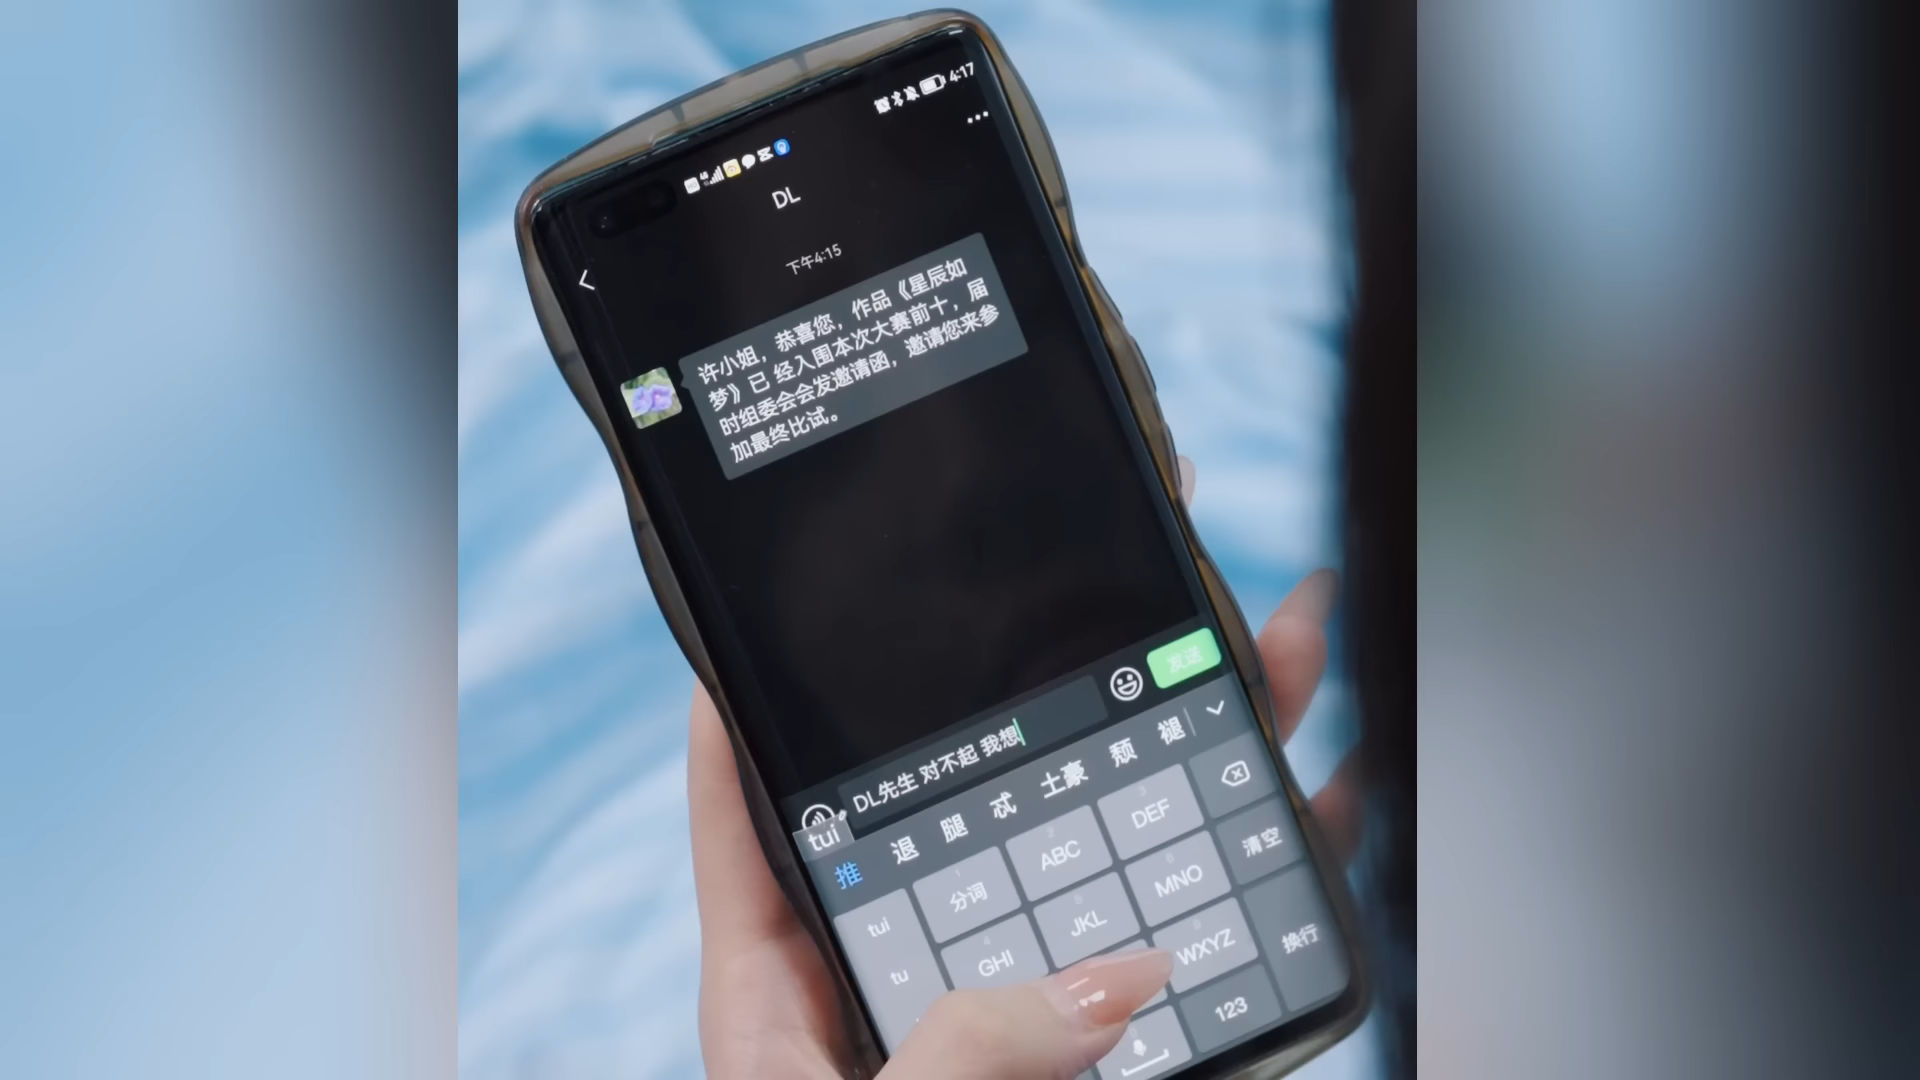 4:17
DL
下午4:15
许小姐，恭喜您，作品《星辰如
梦》已 经入围本次大赛前十，届
时组委会会发邀请函，邀请您来参
加最终比试。
DL先生 对不起 我想
发送
tui
推 退 腿 忒 土豪 颓 褪
tui
分词
ABC
DEF
tu
GHI
JKL
MNO
清空
WXYZ
换行
123